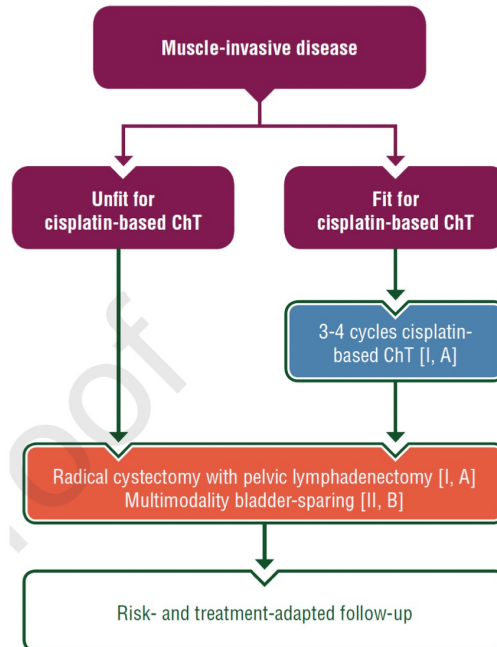 Muscle-invasive disease
Unfit for
cisplatin-based ChT
Fit for
cisplatin-based ChT
3-4 cycles cisplatin-
based ChT [I, A]
Radical cystectomy with pelvic lymphadenectomy [I, A]
Multimodality bladder-sparing [II, B]
Risk- and treatment-adapted follow-up